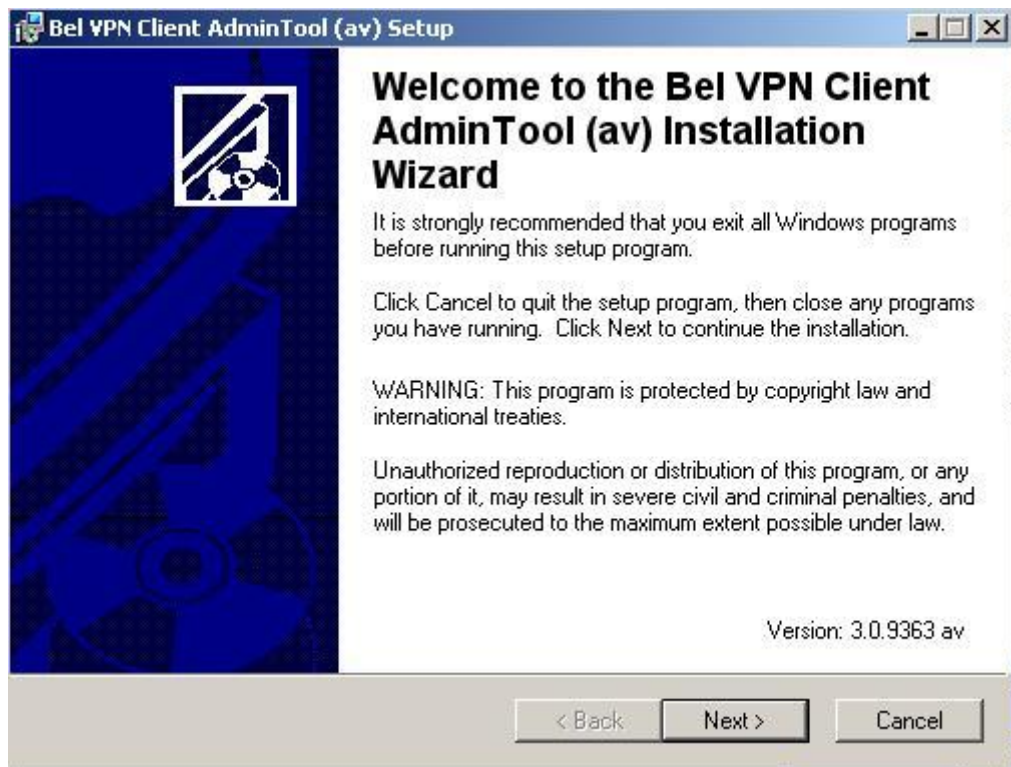 Bel VPN Client AdminTool (av) Setup
Welcome to the Bel VPN Client
AdminTool (av) Installation
Wizard
It is strongly recommended that you exit all Windows programs
before running this setup program.
Click Cancel to quit the setup program, then close any programs
you have running.  Click Next to continue the installation.
WARNING: This program is protected by copyright law and
international treaties.
Unauthorized reproduction or distribution of this program, or any
portion of it, may result in severe civil and criminal penalties, and
will be prosecuted to the maximum extent possible under law.
Version: 3.0.9363 av
< Back
Next >
Cancel